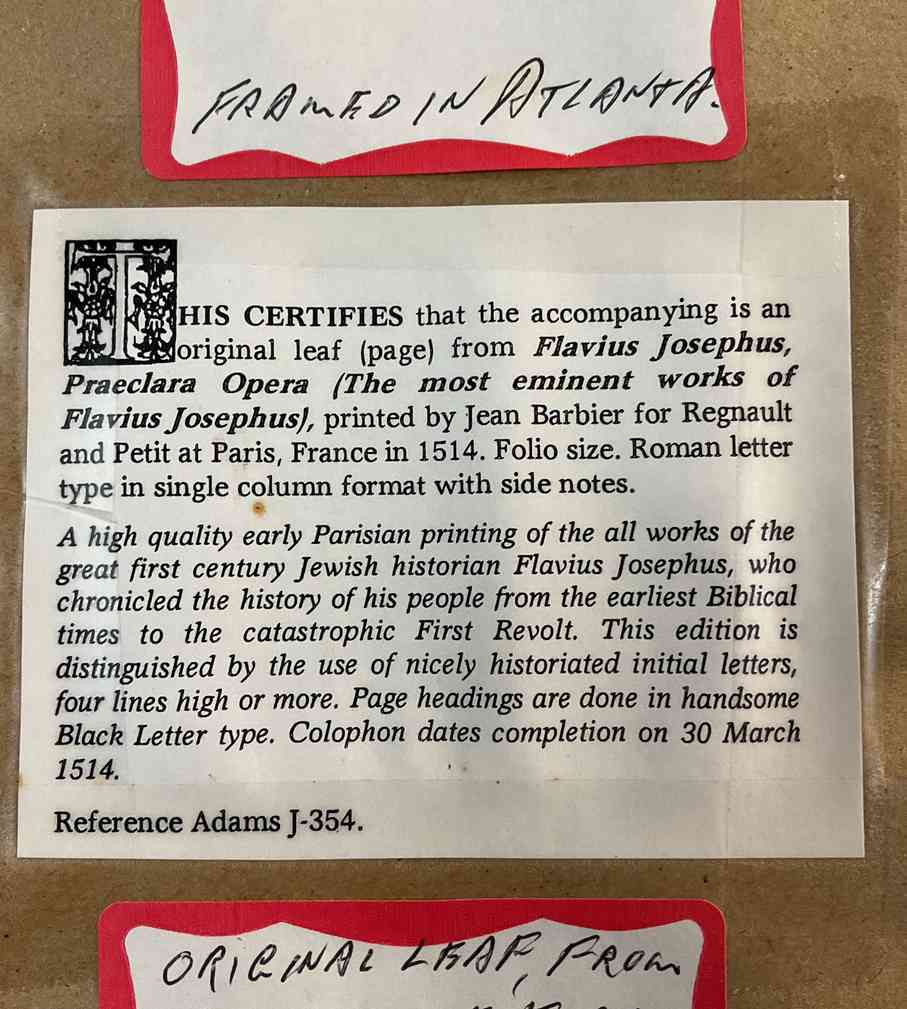 FRAMED IN ATLANTA.
THIS CERTIFIES that the accompanying is an
original leaf (page) from Flavius Josephus,
Praeclara Opera (The most eminent works of
Flavius Josephus), printed by Jean Barbier for Regnault
and Petit at Paris, France in 1514. Folio size. Roman letter
type in single column format with side notes.
A high quality early Parisian printing of the all works of the
great first century Jewish historian Flavius Josephus, who
chronicled the history of his people from the earliest Biblical
times to the catastrophic First Revolt. This edition is
distinguished by the use of nicely historiated initial letters,
four lines high or more. Page headings are done in handsome
Black Letter type. Colophon dates completion on 30 March
1514.
Reference Adams J-354.
ORIGINAL LEAF, FROM